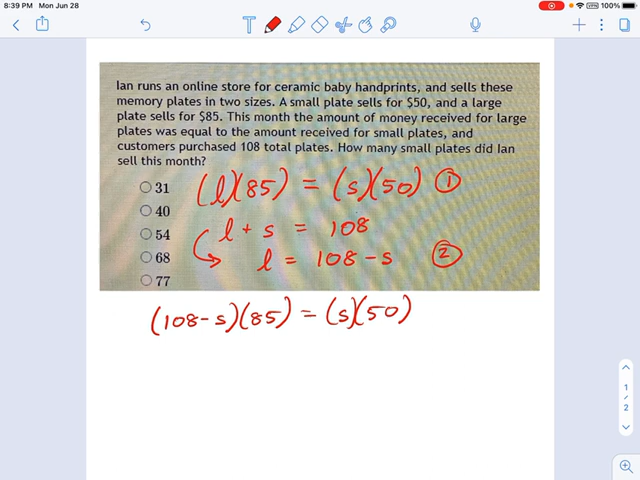 8:39 PM Mon Jun 28
VPN 100%
T
Ian runs an online store for ceramic baby handprints, and sells these
memory plates in two sizes. A small plate sells for $50, and a large
plate sells for $85. This month the amount of money received for large
plates was equal to the amount received for small plates, and
customers purchased 108 total plates. How many small plates did Ian
sell this month?
31
40
54
68
77
(l)(85) = (s)(50) 1
l + s = 108
l = 108 - s 2
(108 - s)(85) = (s)(50)
1
/
2